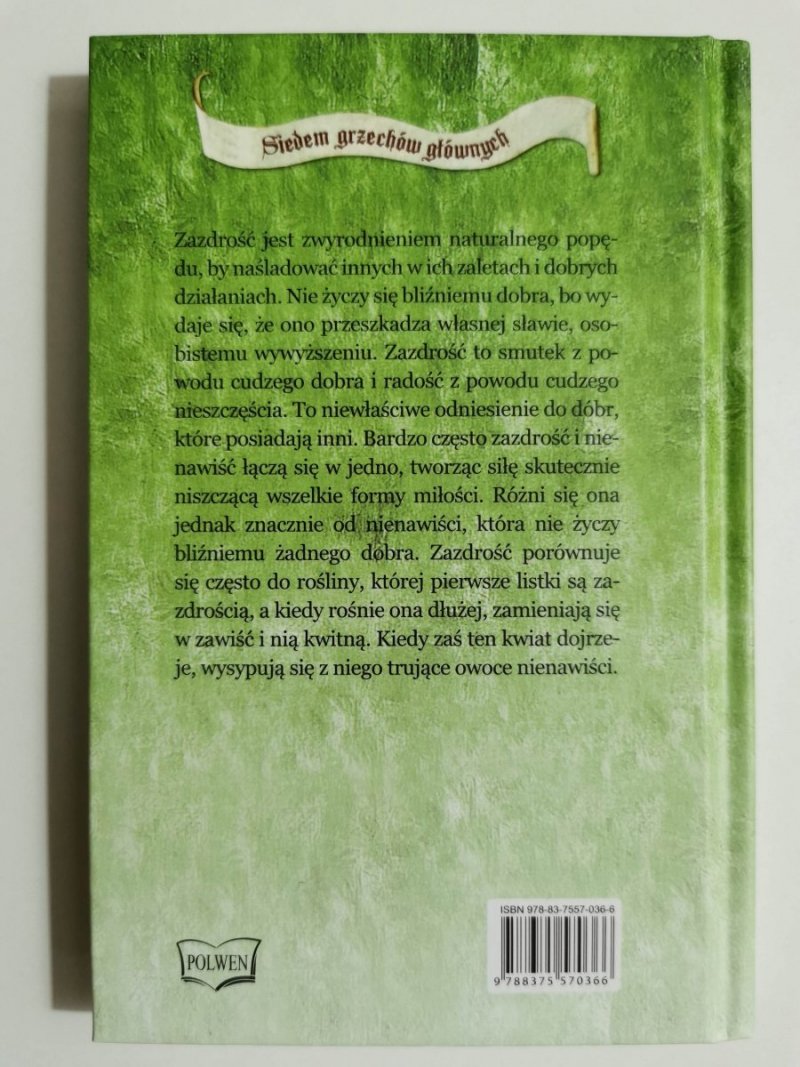 Siedem grzechów głównych
Zazdrość jest zwyrodnieniem naturalnego popę-
du, by naśladować innych w ich zaletach i dobrych
działaniach. Nie życzy się bliźniemu dobra, bo wy-
daje się, że ono przeszkadza własnej sławie, oso-
bistemu wywyższeniu. Zazdrość to smutek z po-
wodu cudzego dobra i radość z powodu cudzego
nieszczęścia. To niewłaściwe odniesienie do dóbr,
które posiadają inni. Bardzo często zazdrość i nie-
nawiść łączą się w jedno, tworząc siłę skutecznie
niszczącą wszelkie formy miłości. Różni się ona
jednak znacznie od nienawiści, która nie życzy
bliźniemu żadnego dobra. Zazdrość porównuje
się często do rośliny, której pierwsze listki są za-
zdrością, a kiedy rośnie ona dłużej, zamieniają się
w zawiść i nią kwitną. Kiedy zaś ten kwiat dojrze-
je, wysypują się z niego trujące owoce nienawiści.
ISBN 978-83-7557-036-6
POLWEN
9 788375 570366